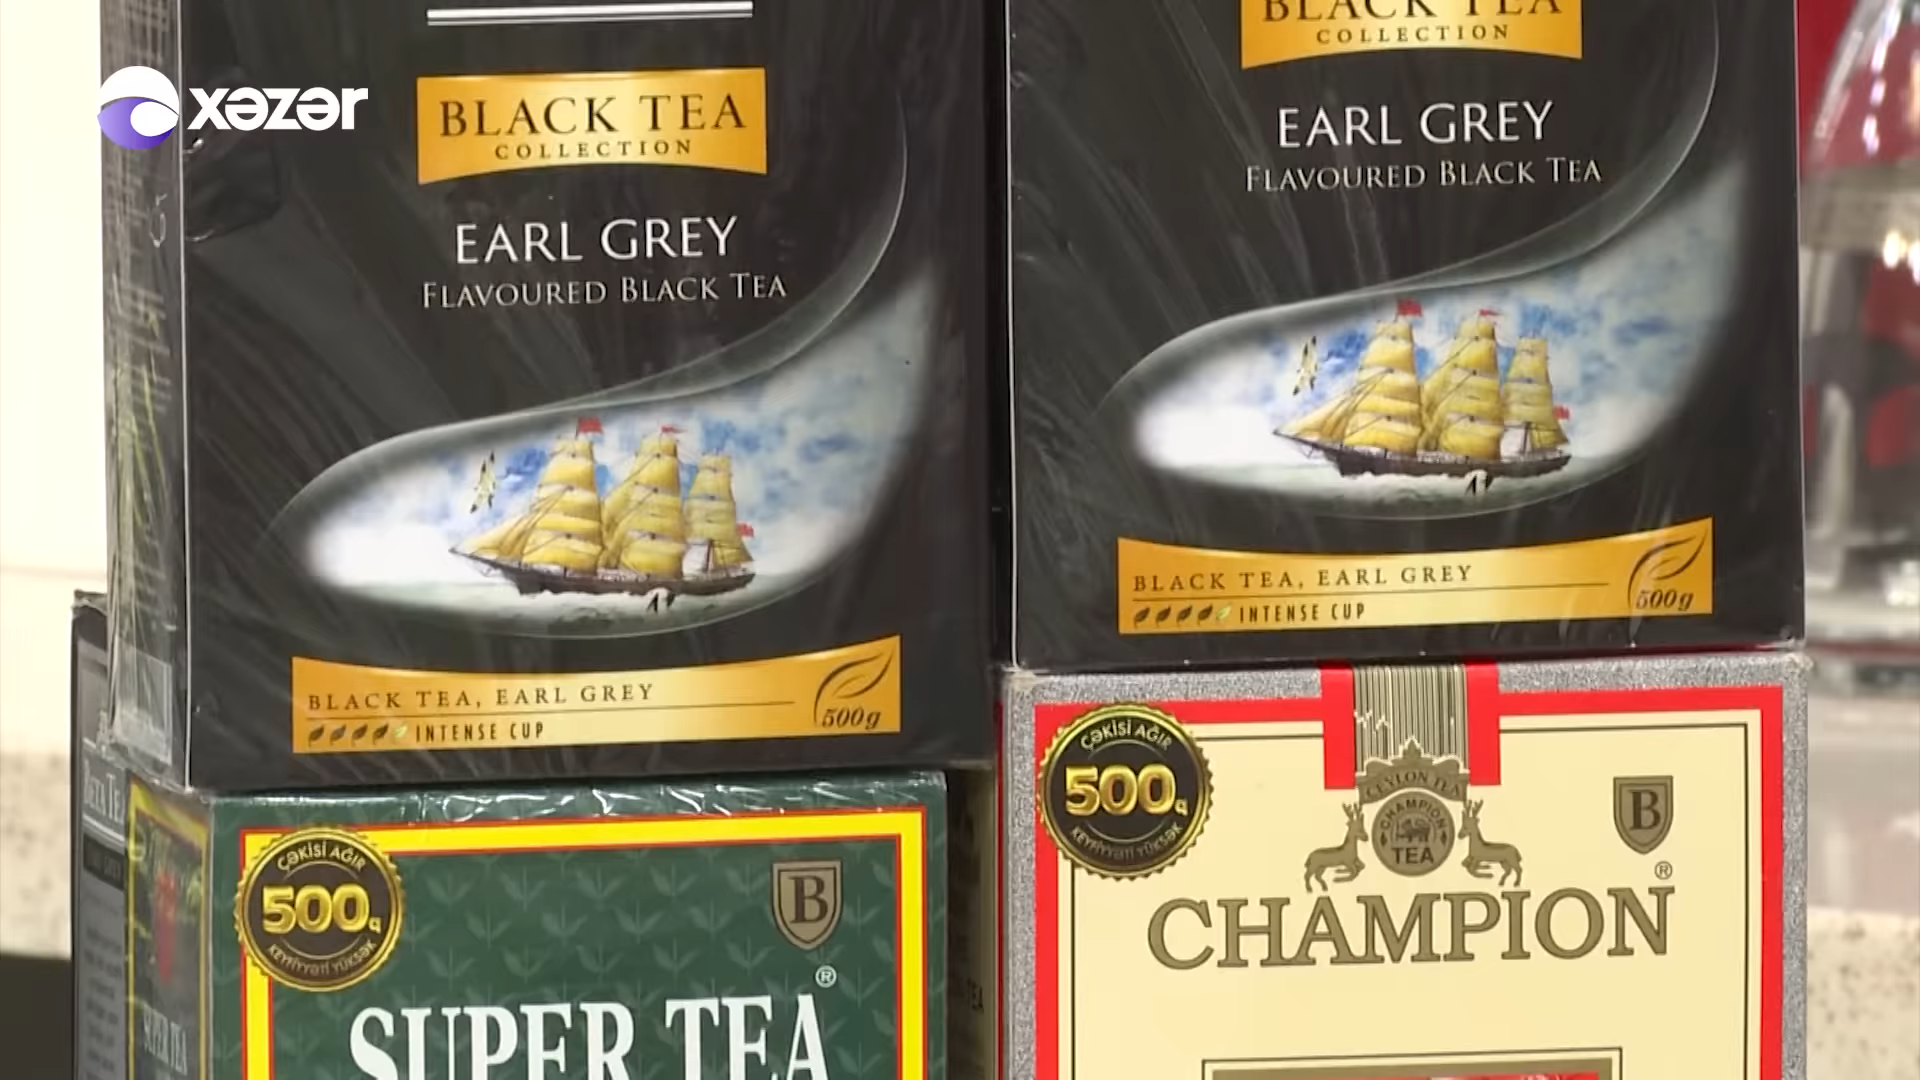 xəzər
BLACK TEA
COLLECTION
EARL GREY
FLAVOURED BLACK TEA
BLACK TEA, EARL GREY
INTENSE CUP
500g
BLACK TEA
COLLECTION
EARL GREY
FLAVOURED BLACK TEA
BLACK TEA, EARL GREY
INTENSE CUP
500g
ÇƏKİSİ AĞIR
500q
KEYFİYYƏTİ YÜKSƏK
B
®
SUPER TEA
SUPER TEA
ÇƏKİSİ AĞIR
500q
KEYFİYYƏTİ YÜKSƏK
CEYLON TEA
CHAMPION
TEA
B
®
CHAMPION